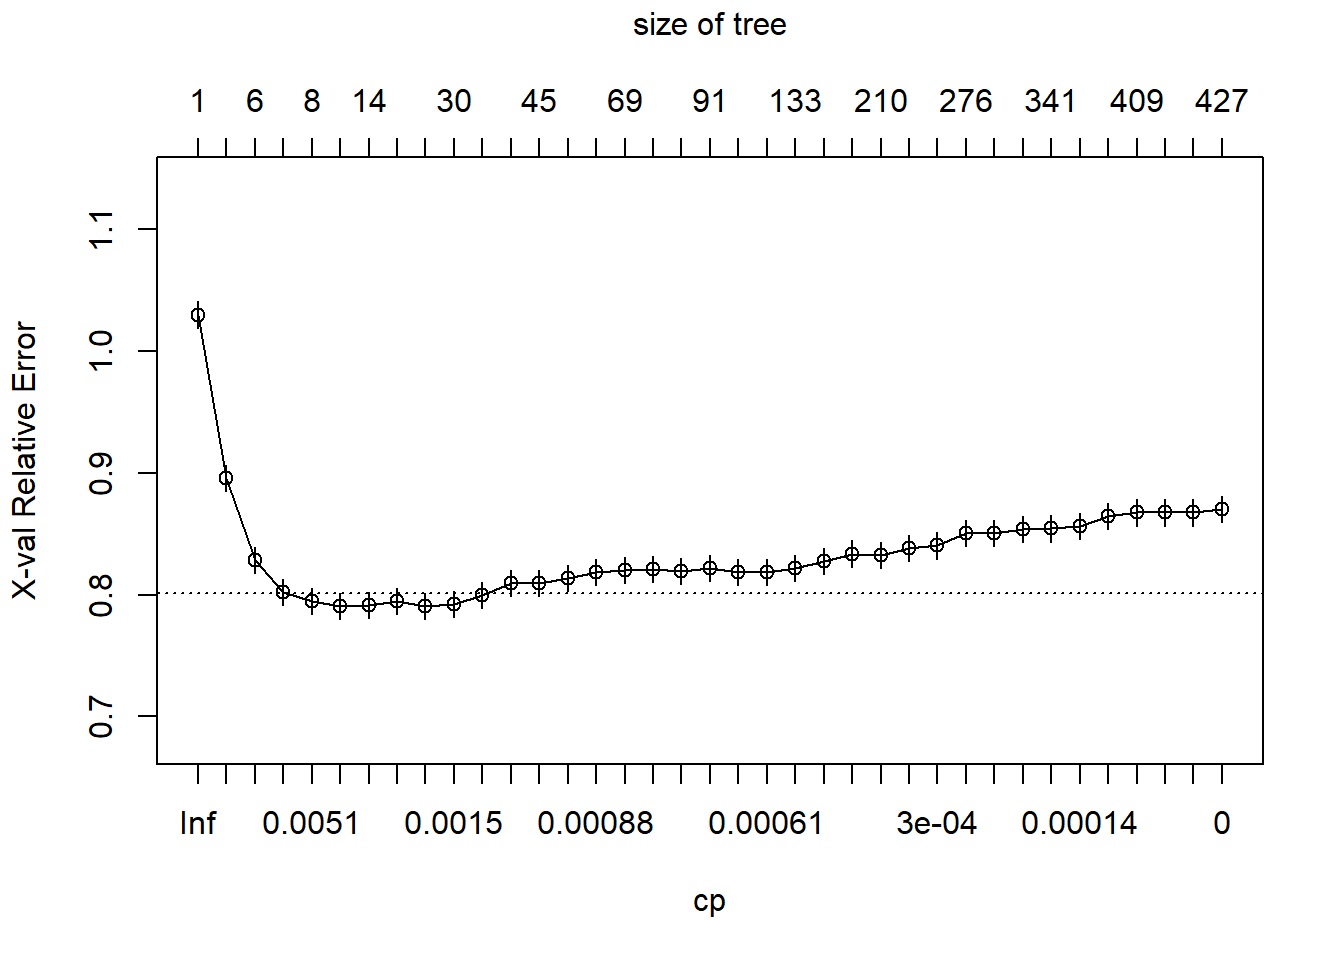 size of tree
1 6 8 14 30 45 69 91 133 210 276 341 409 427
1.1
1.0
0.9
0.8
0.7
X-val Relative Error
Inf 0.0051 0.0015 0.00088 0.00061 3e-04 0.00014 0
cp